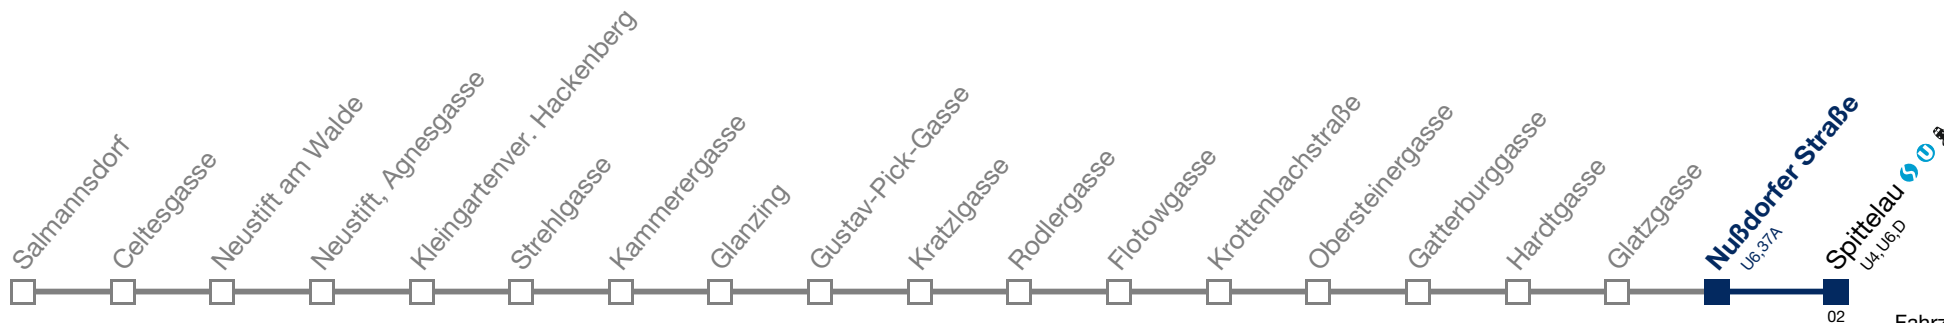 Salmannsdorf
Celtesgasse
Neustift am Walde
Neustift, Agnesgasse
Kleingartenver. Hackenberg
Strehlgasse
Kammerergasse
Glanzing
Gustav-Pick-Gasse
Kratzlgasse
Rodlergasse
Flotowgasse
Krottenbachstraße
Obersteinergasse
Gatterburggasse
Hardtgasse
Glatzgasse
Nußdorfer Straße
U6,37A
Spittelau S U
U4, U6,D
02